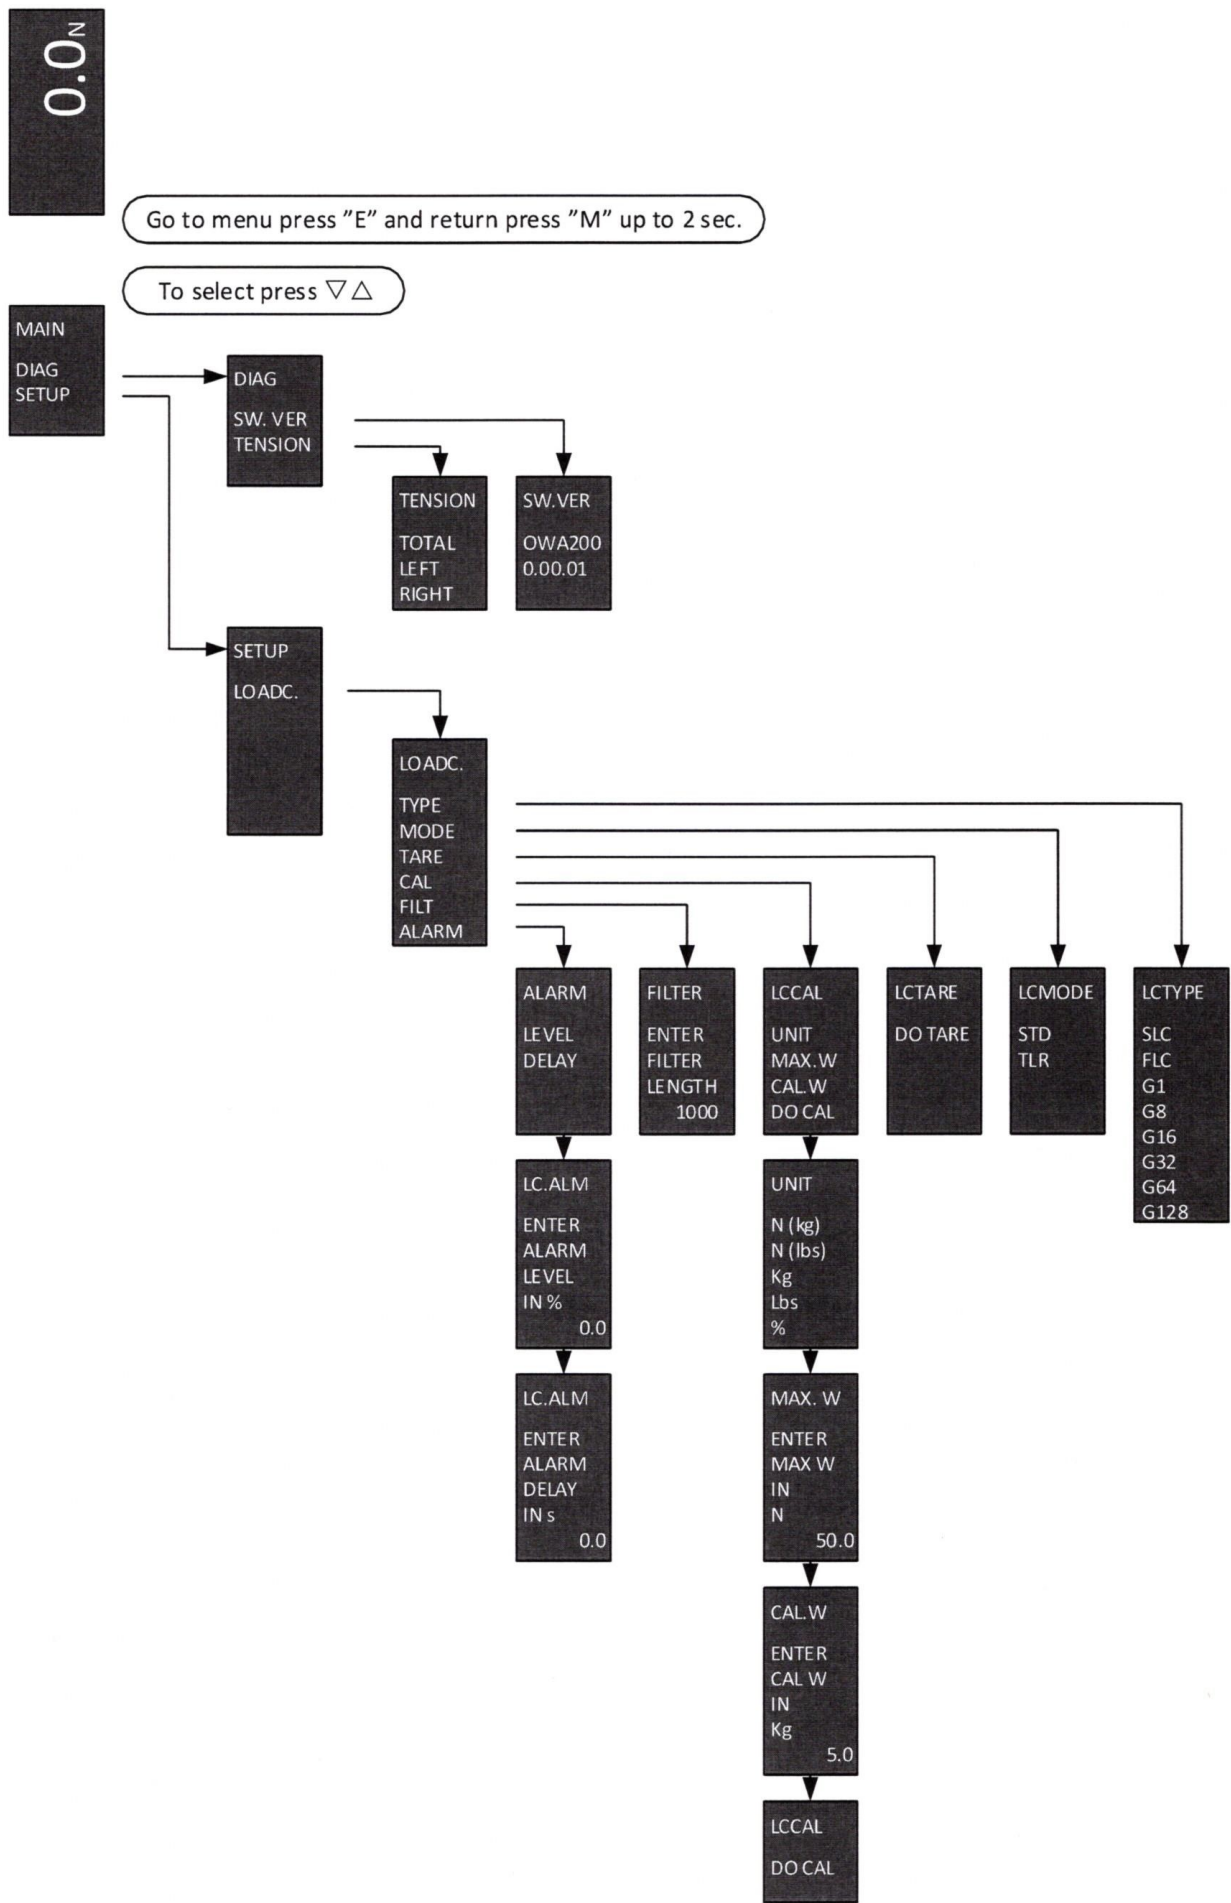 0.0N
Go to menu press ”E” and return press ”M” up to 2 sec.
To select press ▽△
MAIN
DIAG
SETUP
DIAG
SW. VER
TENSION
TENSION
TOTAL
LEFT
RIGHT
SW.VER
OWA200
0.00.01
SETUP
LOADC.
LOADC.
TYPE
MODE
TARE
CAL
FILT
ALARM
ALARM
LEVEL
DELAY
FILTER
ENTER
FILTER
LENGTH
1000
LCCAL
UNIT
MAX.W
CAL.W
DO CAL
LCTARE
DO TARE
LCMODE
STD
TLR
LCTYPE
SLC
FLC
G1
G8
G16
G32
G64
G128
LC.ALM
ENTER
ALARM
LEVEL
IN %
0.0
UNIT
N (kg)
N (lbs)
Kg
Lbs
%
LC.ALM
ENTER
ALARM
DELAY
IN s
0.0
MAX. W
ENTER
MAX W
IN
N
50.0
CAL.W
ENTER
CAL W
IN
Kg
5.0
LCCAL
DO CAL